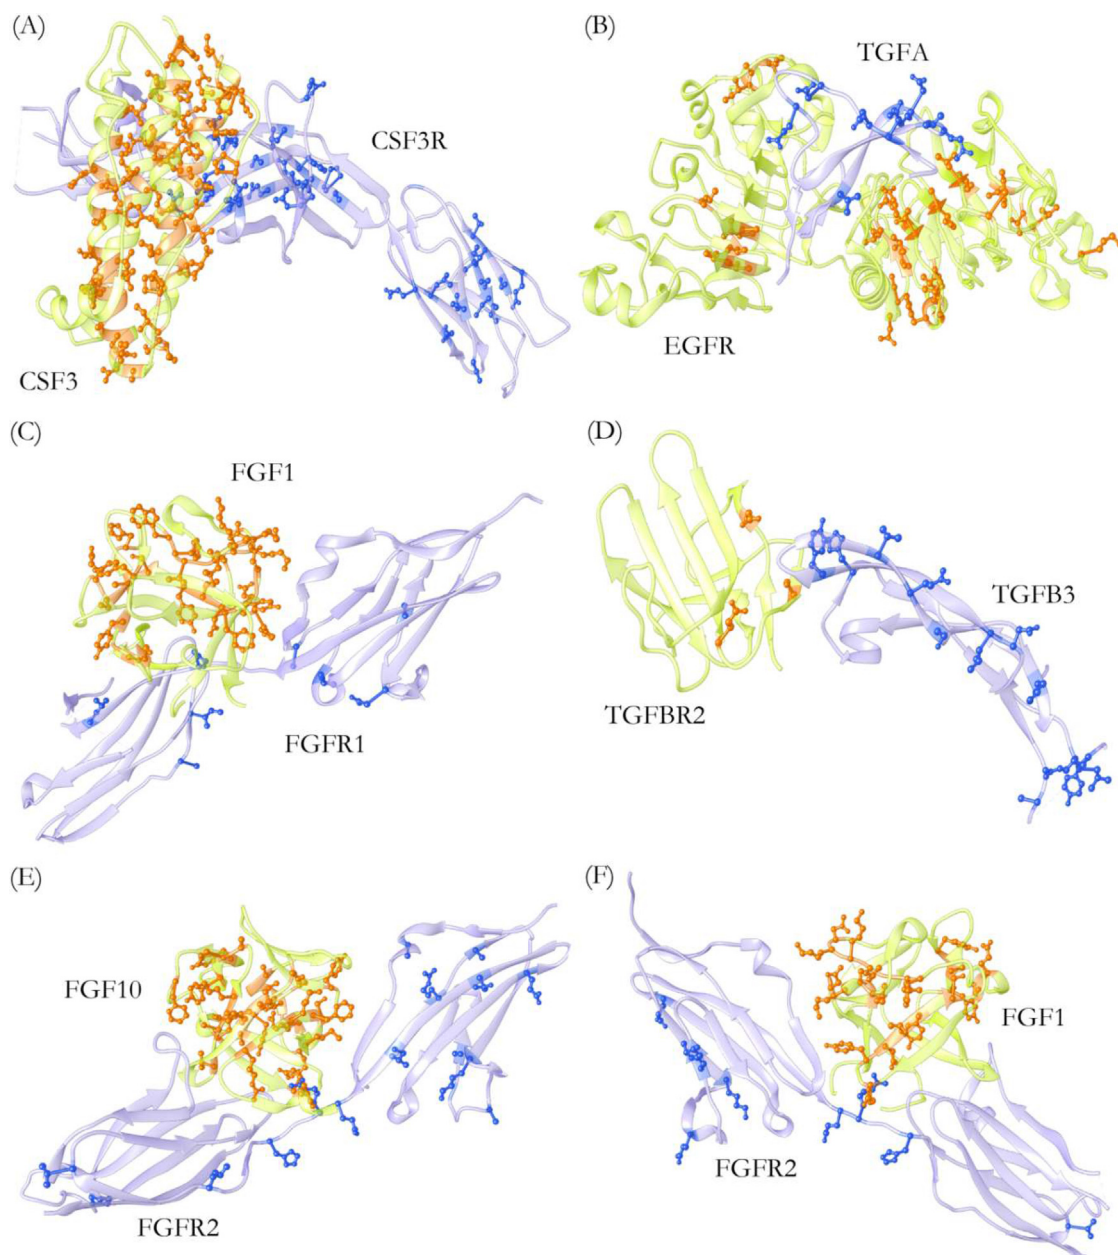 (A)
CSF3R
CSF3
(B)
TGFA
EGFR
(C)
FGF1
FGFR1
(D)
TGFB3
TGFBR2
(E)
FGF10
FGFR2
(F)
FGF1
FGFR2